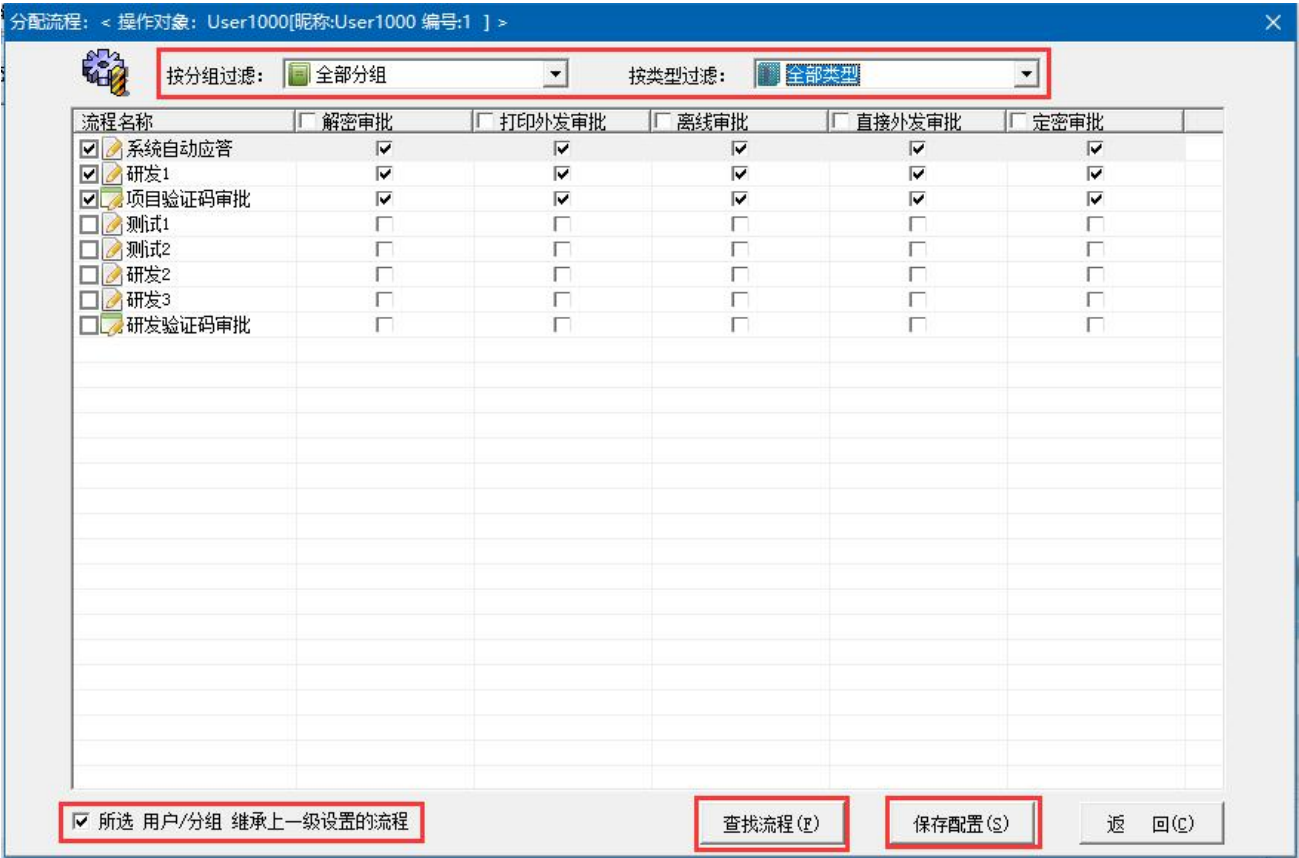 分配流程: < 操作对象: User1000[昵称:User1000 编号:1 ] >
按分组过滤: 全部分组 按类型过滤: 全部类型
流程名称 解密审批 打印外发审批 离线审批 直接外发审批 定密审批
系统自动应答
研发1
项目验证码审批
测试1
测试2
研发2
研发3
研发验证码审批
所选 用户/分组 继承上一级设置的流程 查找流程(F) 保存配置(S) 返 回(C)